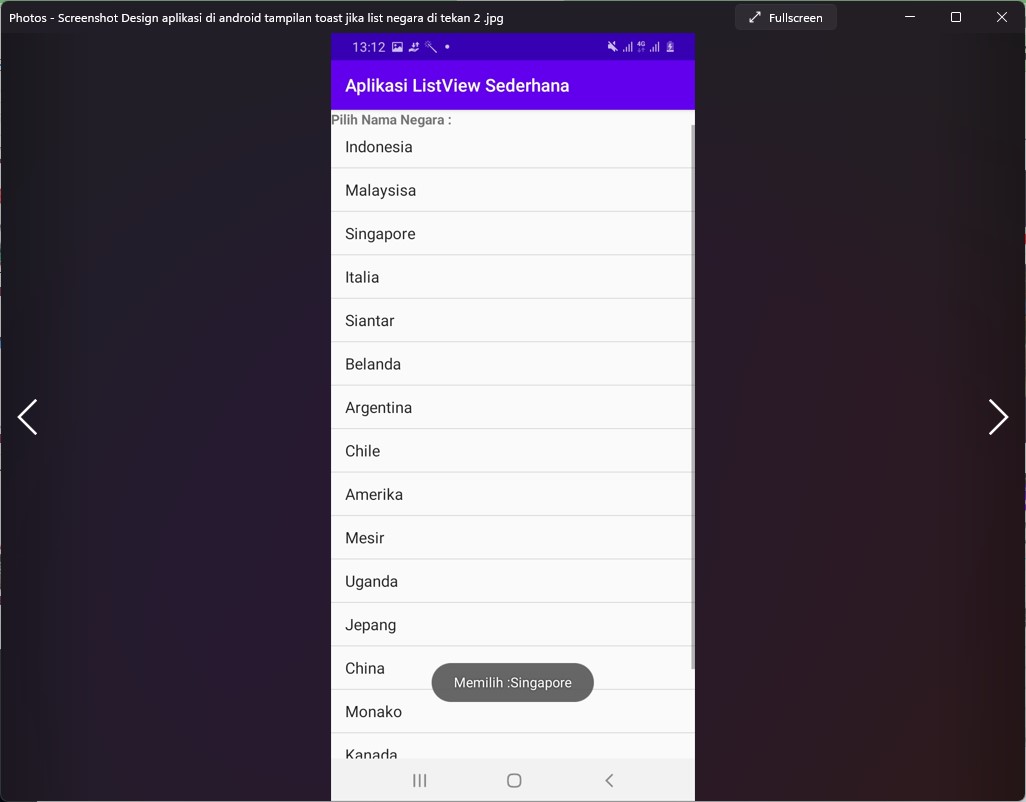 Photos - Screenshot Design aplikasi di android tampilan toast jika list negara di tekan 2 .jpg
Fullscreen
13:12
4G
Aplikasi ListView Sederhana
Pilih Nama Negara :
Indonesia
Malaysisa
Singapore
Italia
Siantar
Belanda
Argentina
Chile
Amerika
Mesir
Uganda
Jepang
China
Memilih :Singapore
Monako
Kanada